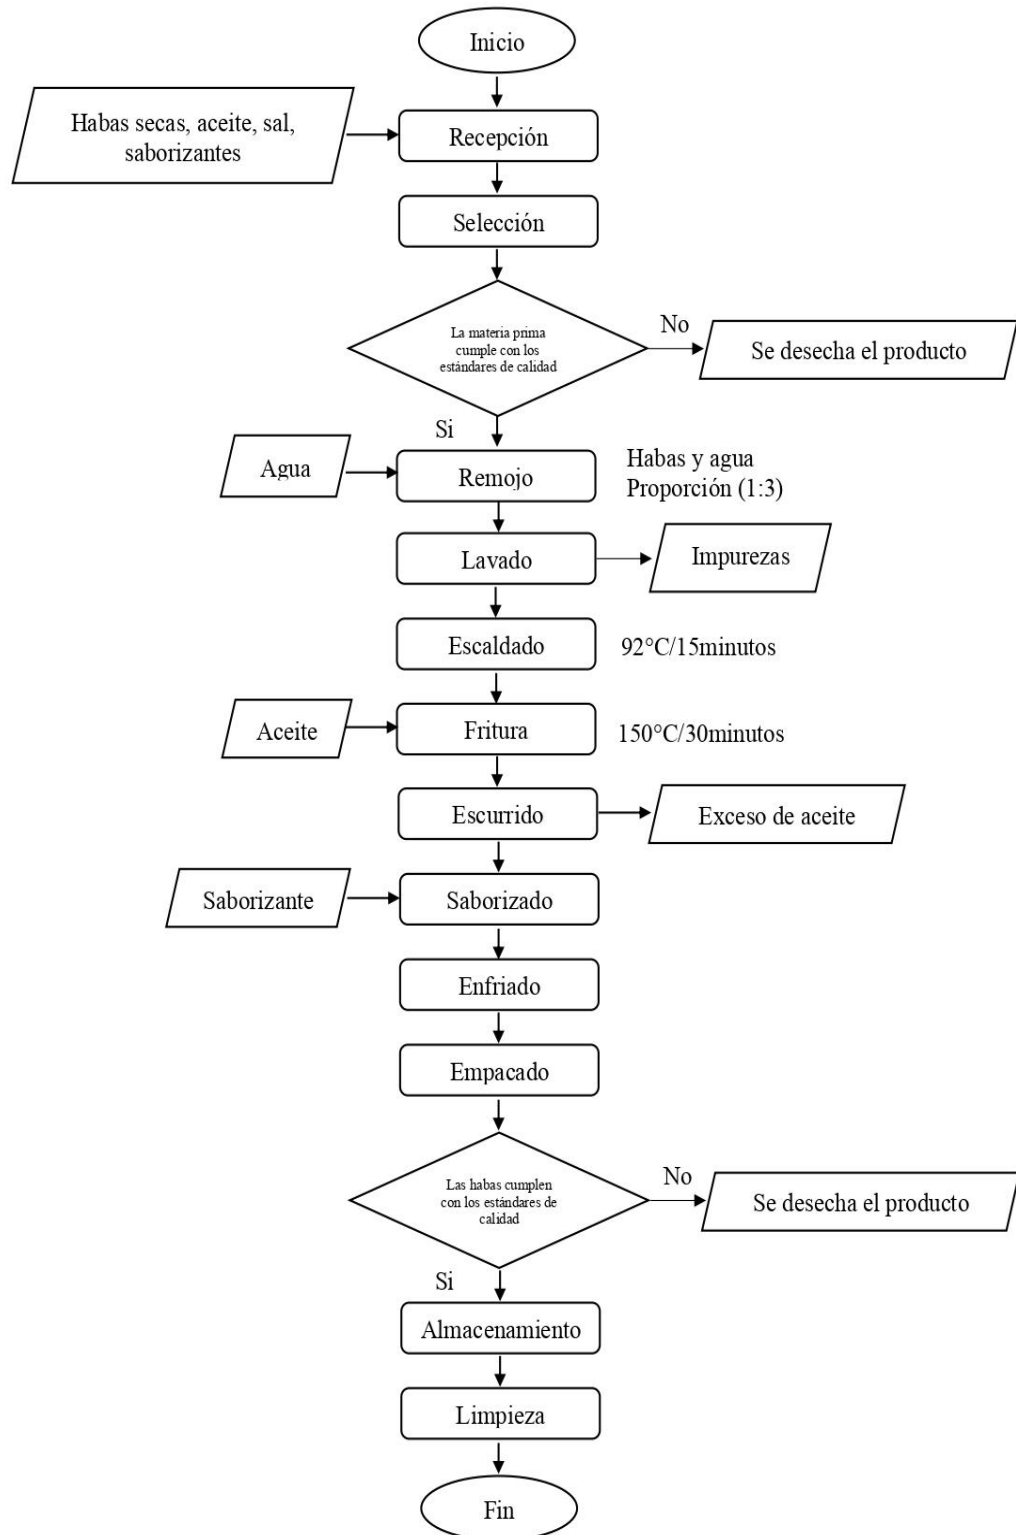 Inicio
Habas secas, aceite, sal,
saborizantes
Recepción
Selección
La materia prima
cumple con los
estándares de calidad
No
Se desecha el producto
Si
Agua
Remojo
Habas y agua
Proporción (1:3)
Lavado
Impurezas
Escaldado
92°C/15minutos
Aceite
Fritura
150°C/30minutos
Escurrido
Exceso de aceite
Saborizante
Saborizado
Enfriado
Empacado
Las habas cumplen
con los estándares de
calidad
No
Se desecha el producto
Si
Almacenamiento
Limpieza
Fin